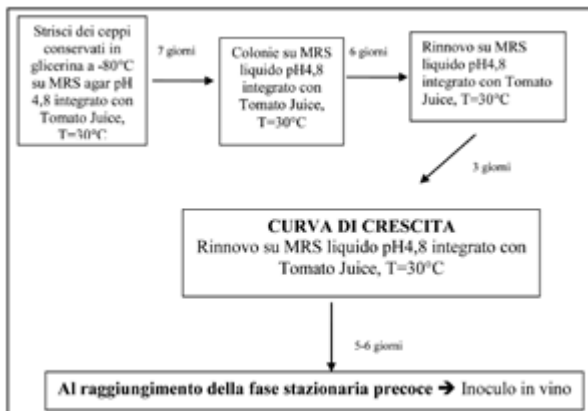 Strisci dei ceppi
conservati in
glicerina a -80°C
su MRS agar pH
4,8 integrato con
Tomato Juice,
T=30°C
7 giorni
Colonie su MRS
liquido pH4,8
integrato con
Tomato Juice,
T=30°C
6 giorni
Rinnovo su MRS
liquido pH4,8
integrato con Tomato
Juice, T=30°C
3 giorni
CURVA DI CRESCITA
Rinnovo su MRS liquido pH4,8 integrato con
Tomato Juice, T=30°C
5-6 giorni
Al raggiungimento della fase stazionaria precoce ➔ Inoculo in vino